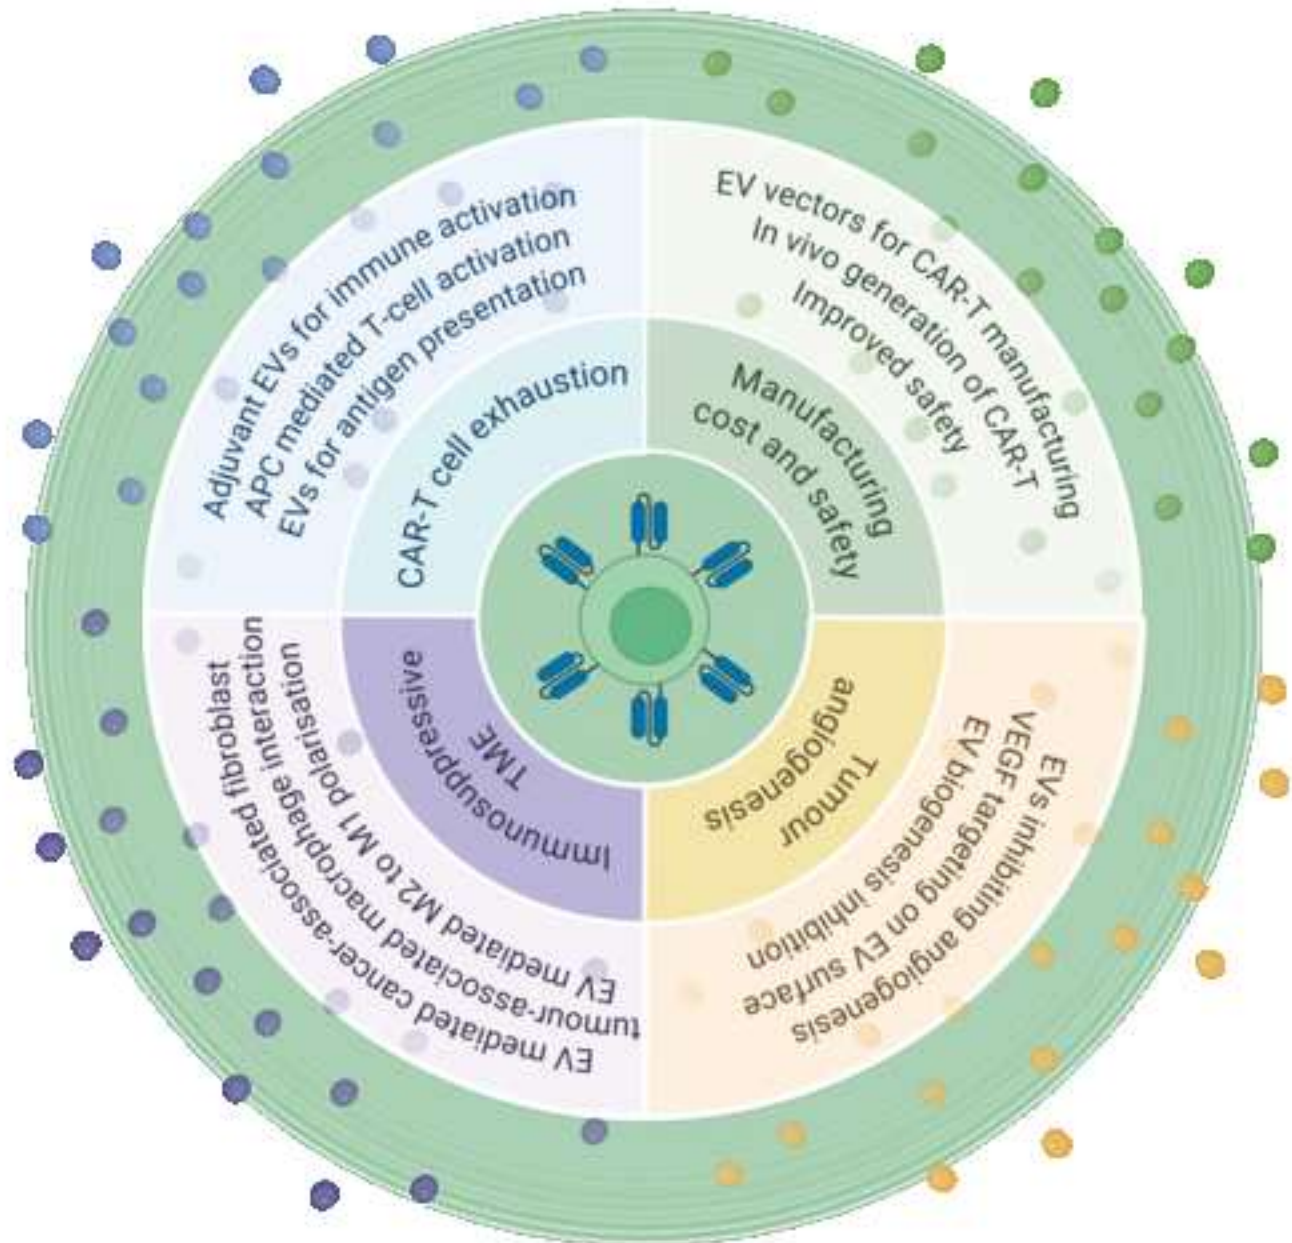 Adjuvant EVs for immune activation
APC mediated T-cell activation
EVs for antigen presentation
CAR-T cell exhaustion
EV vectors for CAR-T manufacturing
In vivo generation of CAR-T
Improved safety
Manufacturing
cost and safety
Immunosuppressive
TME
EV mediated M2 to M1 polarisation
tumour-associated macrophage interaction
EV mediated cancer-associated fibroblast
Tumour
angiogenesis
EVs inhibiting angiogenesis
VEGF targeting on EV surface
EV biogenesis inhibition